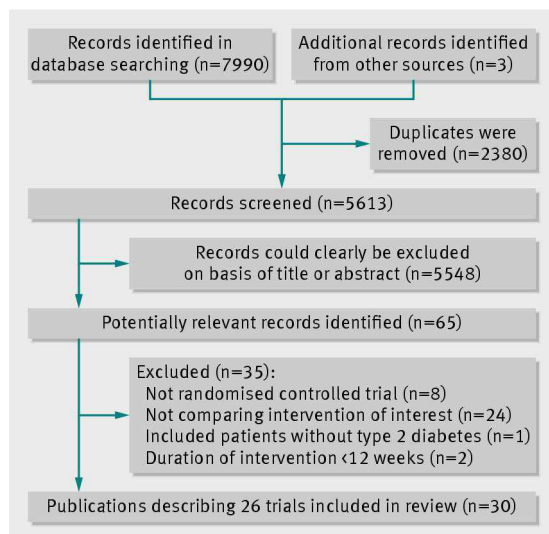 Records identified in
database searching (n=7990)
Additional records identified
from other sources (n=3)
Duplicates were
removed (n=2380)
Records screened (n=5613)
Records could clearly be excluded
on basis of title or abstract (n=5548)
Potentially relevant records identified (n=65)
Excluded (n=35):
Not randomised controlled trial (n=8)
Not comparing intervention of interest (n=24)
Included patients without type 2 diabetes (n=1)
Duration of intervention <12 weeks (n=2)
Publications describing 26 trials included in review (n=30)